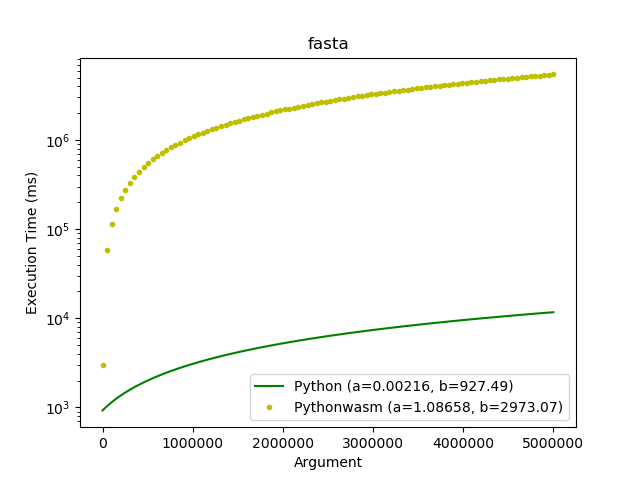 fasta
Execution Time (ms)
10^6
10^5
10^4
10^3
Python (a=0.00216, b=927.49)
Pythonwasm (a=1.08658, b=2973.07)
0 1000000 2000000 3000000 4000000 5000000
Argument